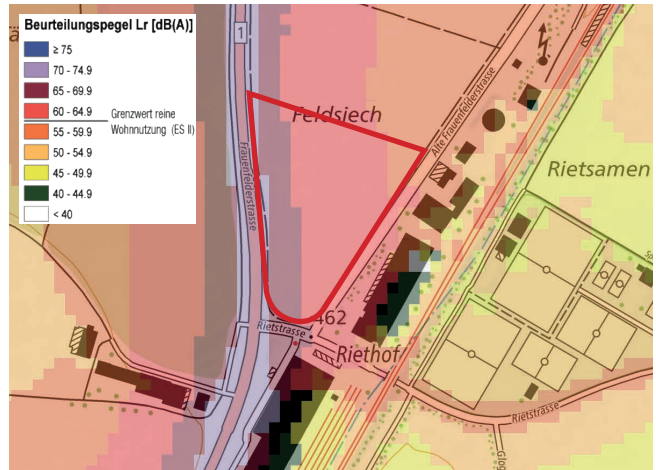 Beurteilungspegel Lr [dB(A)]
≥ 75
70 - 74.9
65 - 69.9
60 - 64.9
Grenzwert reine
Wohnnutzung (ES II)
55 - 59.9
50 - 54.9
45 - 49.9
40 - 44.9
< 40
1
Feldsiech
Alte Frauenfelderstrasse
Frauenfelderstrasse
Rietsamen
462
Rietstrasse
Riethof
Rietstrasse